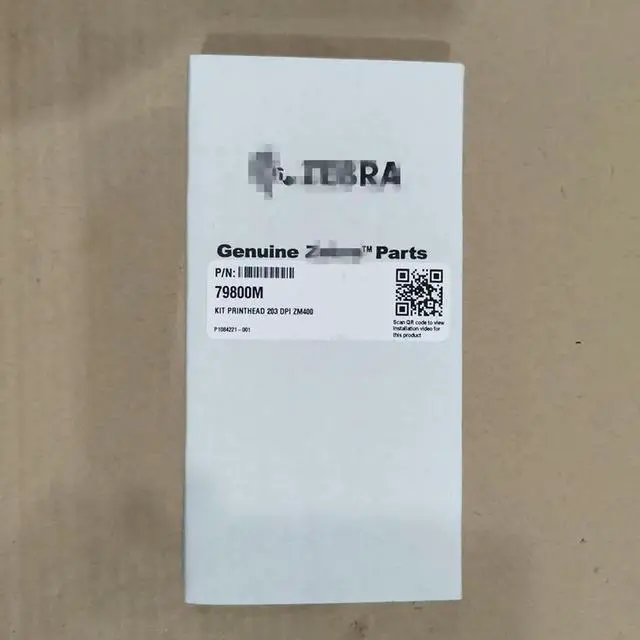 Genuine
™ Parts
P/N:
79800M
KIT PRINTHEAD 203 DPI ZM400
P1084221-001
Scan QR code to view
Installation video for
this product